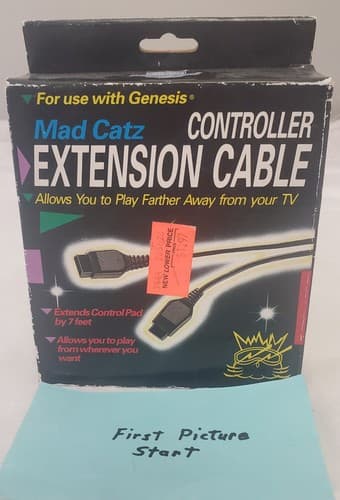 For use with Genesis®
Mad Catz
CONTROLLER
EXTENSION CABLE
Allows You to Play Farther Away from your TV
NEW LOWER PRICE
Extends Control Pad
by 7 feet
Allows you to play
from wherever you
want
First Picture
Start